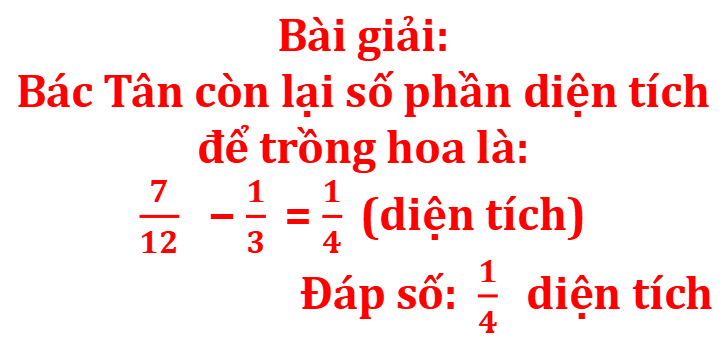 Bài giải:
Bác Tân còn lại số phần diện tích
để trồng hoa là:
7/12 – 1/3 = 1/4 (diện tích)
Đáp số: 1/4 diện tích